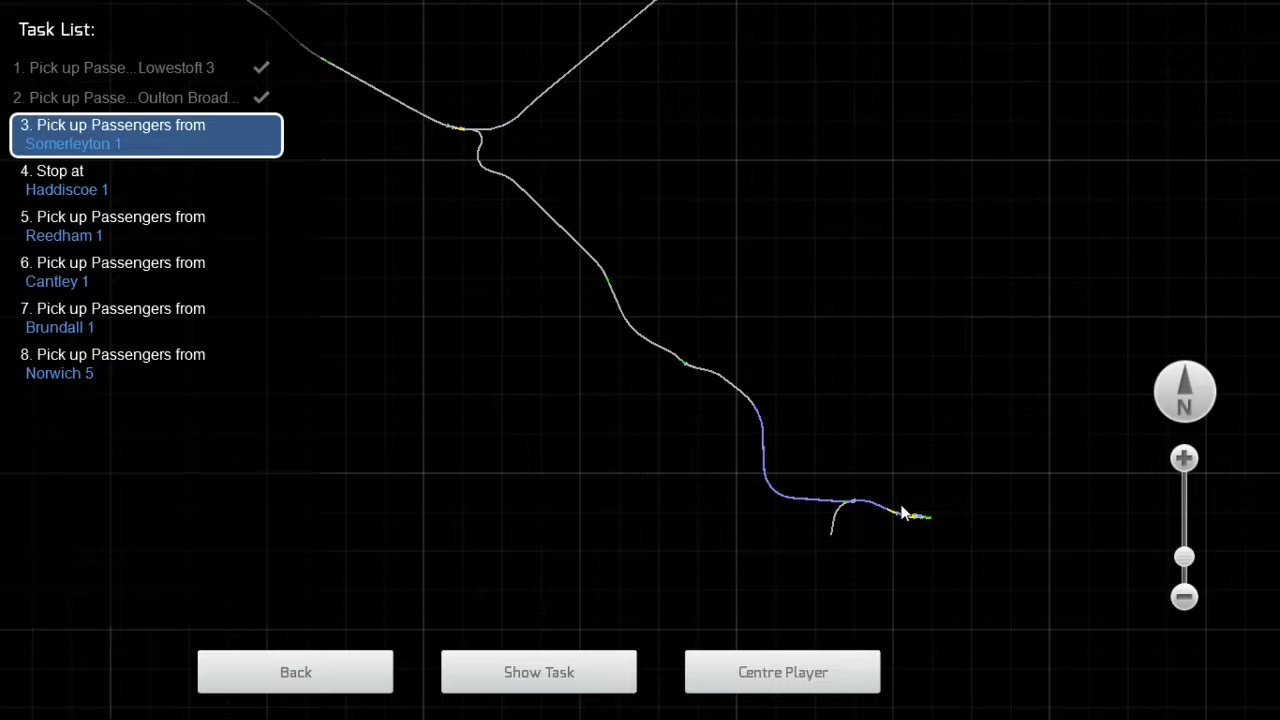 Task List:
1. Pick up Passe...Lowestoft 3
2. Pick up Passe...Oulton Broad...
3. Pick up Passengers from
Somerleyton 1
4. Stop at
Haddiscoe 1
5. Pick up Passengers from
Reedham 1
6. Pick up Passengers from
Cantley 1
7. Pick up Passengers from
Brundall 1
8. Pick up Passengers from
Norwich 5
N
Back
Show Task
Centre Player